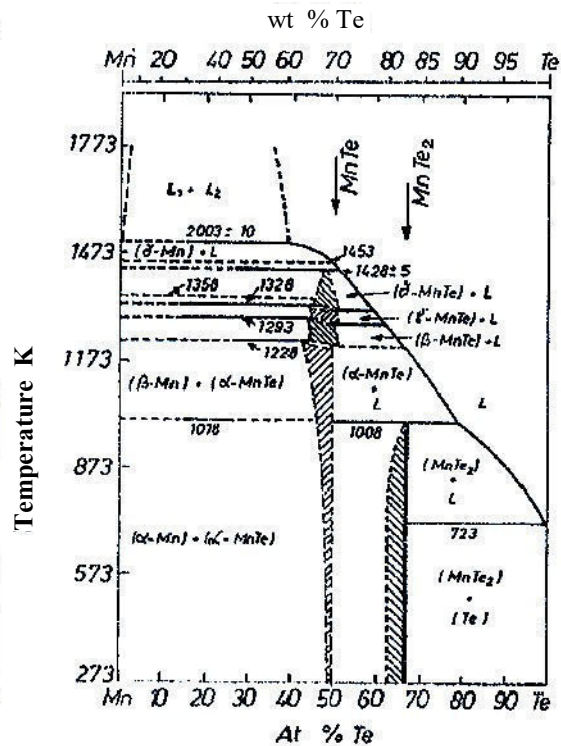 wt % Te
Mn 20 40 50 60 70 80 85 90 95 Te
1773
MnTe
MnTe2
L1 + L2
2003 ± 10
1473
(δ-Mn) + L
1453
1428±5
1358
1328
(δ-MnTe) + L
(γ-MnTe) + L
1293
(β-MnTe) + L
1228
1173
(β-Mn) + (α-MnTe)
(α-MnTe)
+
L
L
1078
1008
873
(MnTe2)
+
L
723
(α-Mn) + (α-MnTe)
573
(MnTe2)
+
(Te)
273
Mn 10 20 30 40 50 60 70 80 90 Te
At % Te
Temperature K